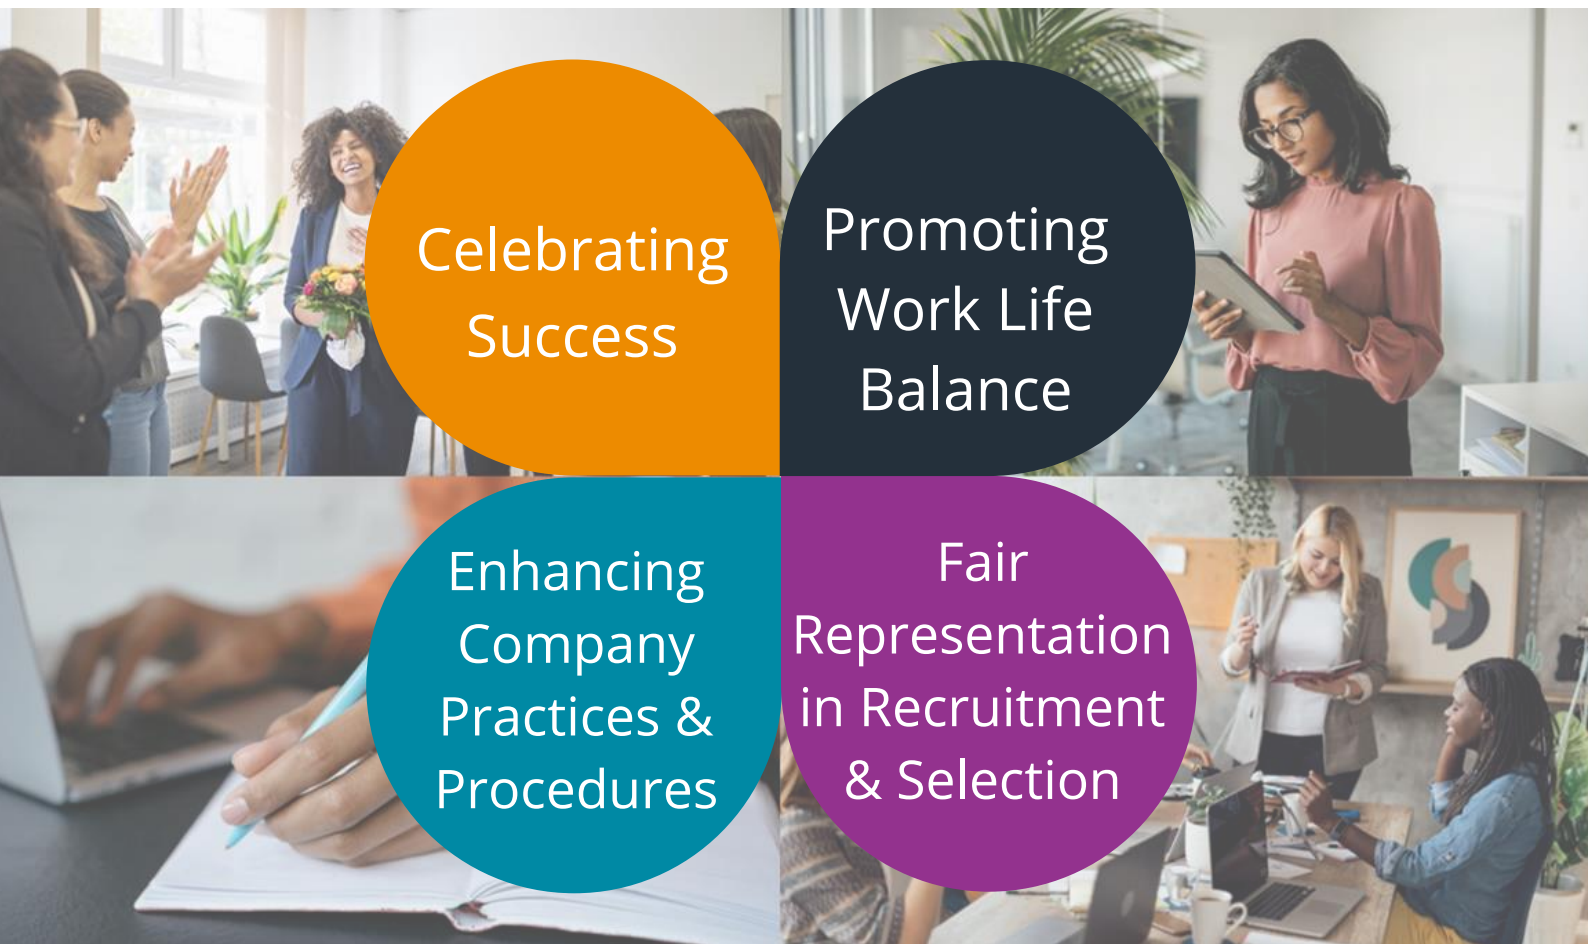 Celebrating
Success
Promoting
Work Life
Balance
Enhancing
Company
Practices &
Procedures
Fair
Representation
in Recruitment
& Selection